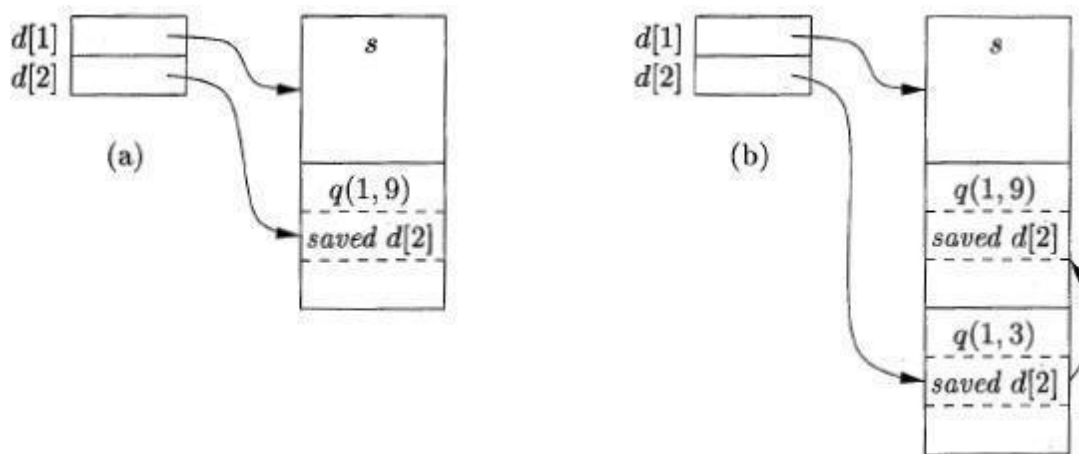 d[1]
d[2]
s
(a)
q(1, 9)
saved d[2]
d[1]
d[2]
s
(b)
q(1, 9)
saved d[2]
q(1, 3)
saved d[2]